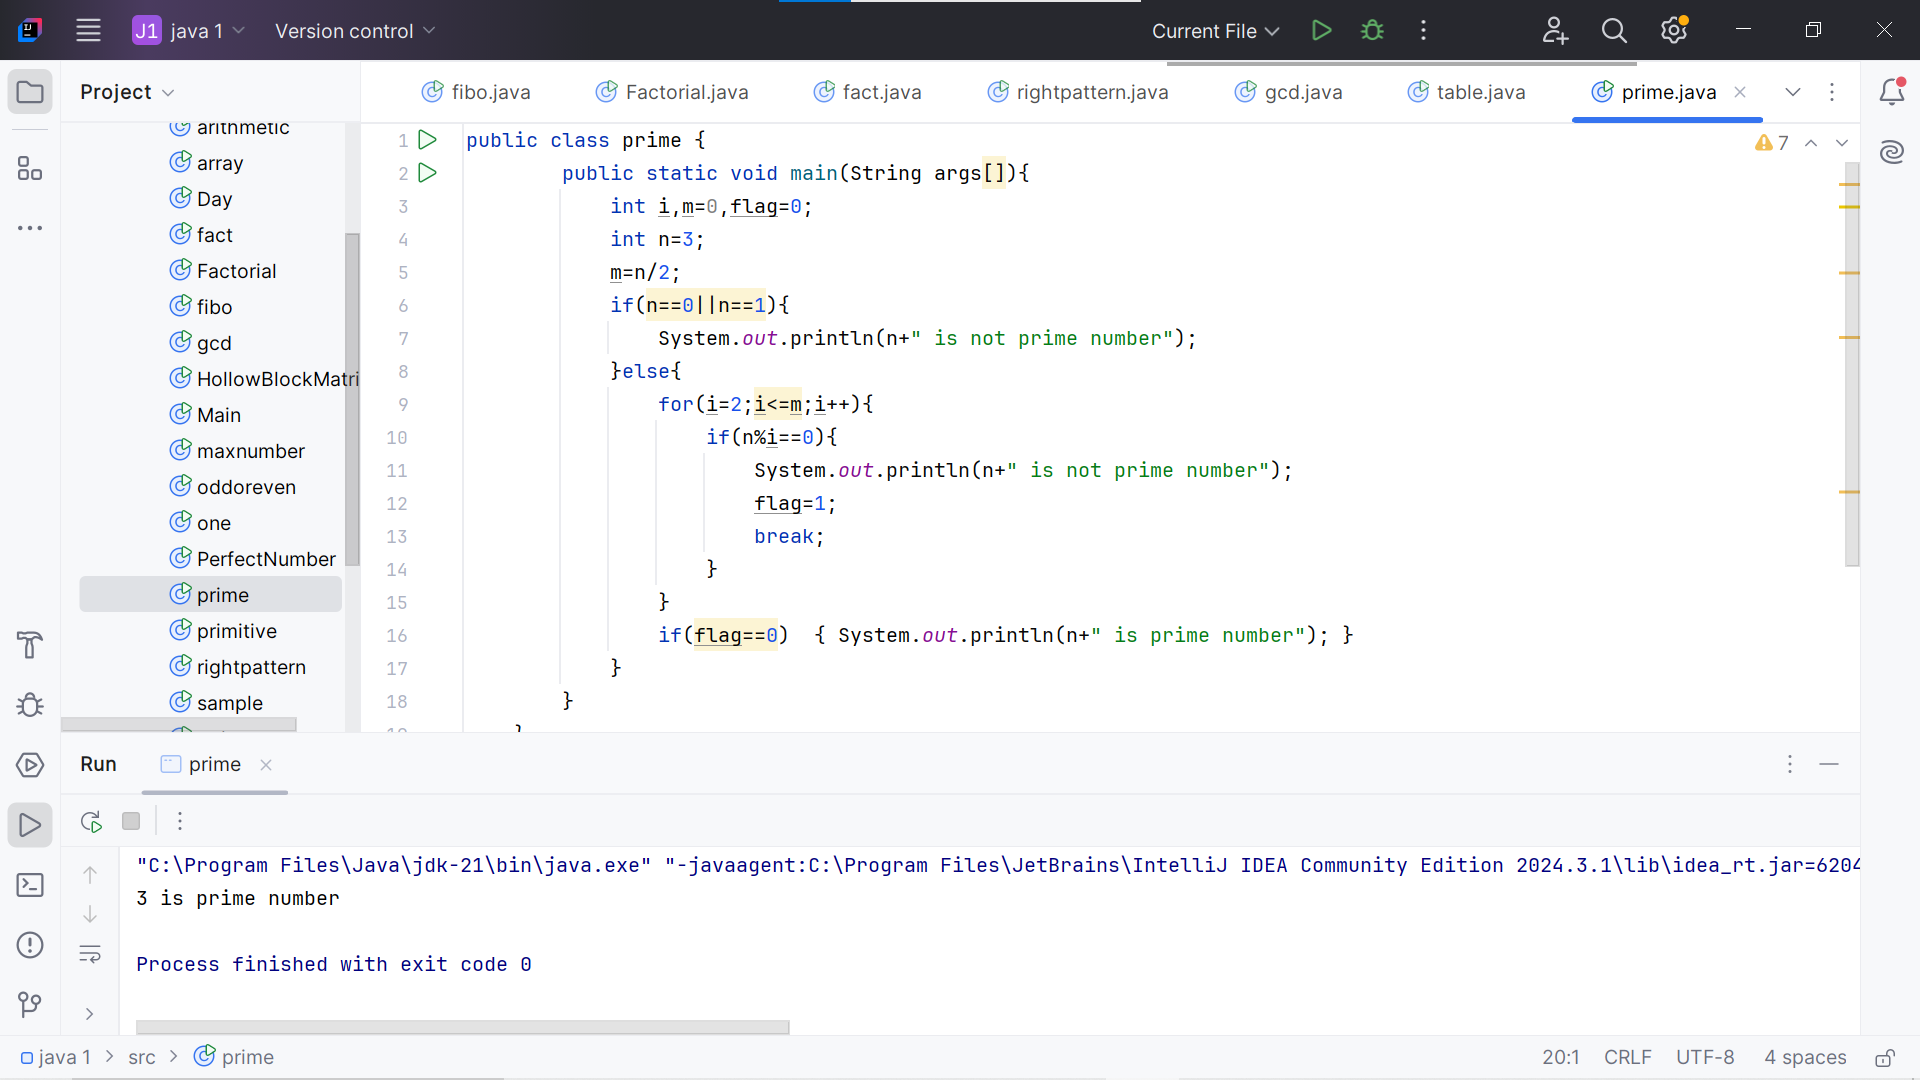 J1 java 1 Version control Current File
Project
fibo.java Factorial.java fact.java rightpattern.java gcd.java table.java prime.java
arithmetic
array
Day
fact
Factorial
fibo
gcd
HollowBlockMatri
Main
maxnumber
oddoreven
one
PerfectNumber
prime
primitive
rightpattern
sample
7
1 public class prime {
2 public static void main(String args[]){
3 int i,m=0,flag=0;
4 int n=3;
5 m=n/2;
6 if(n==0||n==1){
7 System.out.println(n+" is not prime number");
8 }else{
9 for(i=2;i<=m;i++){
10 if(n%i==0){
11 System.out.println(n+" is not prime number");
12 flag=1;
13 break;
14 }
15 }
16 if(flag==0) { System.out.println(n+" is prime number"); }
17 }
18 }
Run prime
"C:\Program Files\Java\jdk-21\bin\java.exe" "-javaagent:C:\Program Files\JetBrains\IntelliJ IDEA Community Edition 2024.3.1\lib\idea_rt.jar=6204
3 is prime number
Process finished with exit code 0
java 1 > src > prime
20:1 CRLF UTF-8 4 spaces